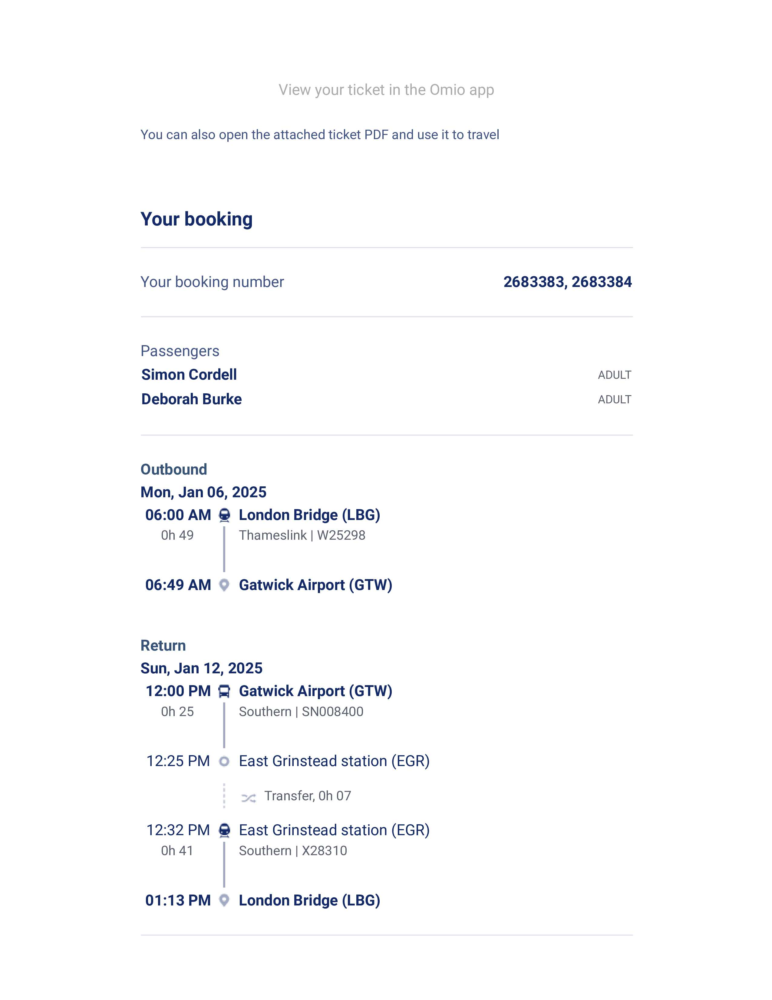 View your ticket in the Omio app
You can also open the attached ticket PDF and use it to travel
Your booking
Your booking number 2683383, 2683384
Passengers
Simon Cordell ADULT
Deborah Burke ADULT
Outbound
Mon, Jan 06, 2025
06:00 AM London Bridge (LBG)
0h 49 Thameslink | W25298
06:49 AM Gatwick Airport (GTW)
Return
Sun, Jan 12, 2025
12:00 PM Gatwick Airport (GTW)
0h 25 Southern | SN008400
12:25 PM East Grinstead station (EGR)
Transfer, 0h 07
12:32 PM East Grinstead station (EGR)
0h 41 Southern | X28310
01:13 PM London Bridge (LBG)